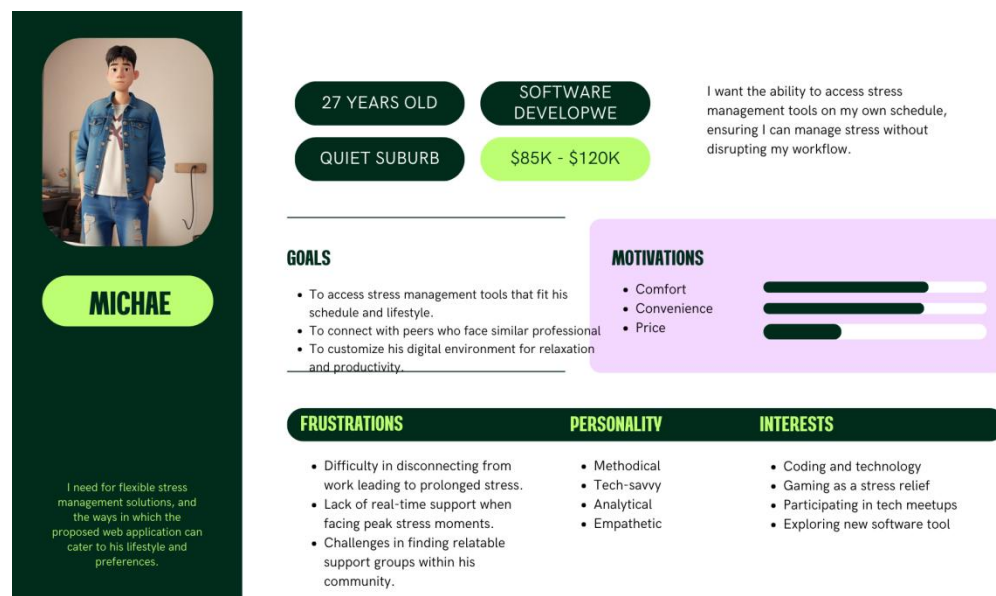 MICHAE
I need for flexible stress
management solutions, and
the ways in which the
proposed web application can
cater to his lifestyle and
preferences.
27 YEARS OLD
SOFTWARE
DEVELOPWE
QUIET SUBURB
$85K - $120K
I want the ability to access stress
management tools on my own schedule,
ensuring I can manage stress without
disrupting my workflow.
GOALS
• To access stress management tools that fit his
schedule and lifestyle.
• To connect with peers who face similar professional
• To customize his digital environment for relaxation
and productivity.
MOTIVATIONS
• Comfort
• Convenience
• Price
FRUSTRATIONS
• Difficulty in disconnecting from
work leading to prolonged stress.
• Lack of real-time support when
facing peak stress moments.
• Challenges in finding relatable
support groups within his
community.
PERSONALITY
• Methodical
• Tech-savvy
• Analytical
• Empathetic
INTERESTS
• Coding and technology
• Gaming as a stress relief
• Participating in tech meetups
• Exploring new software tool